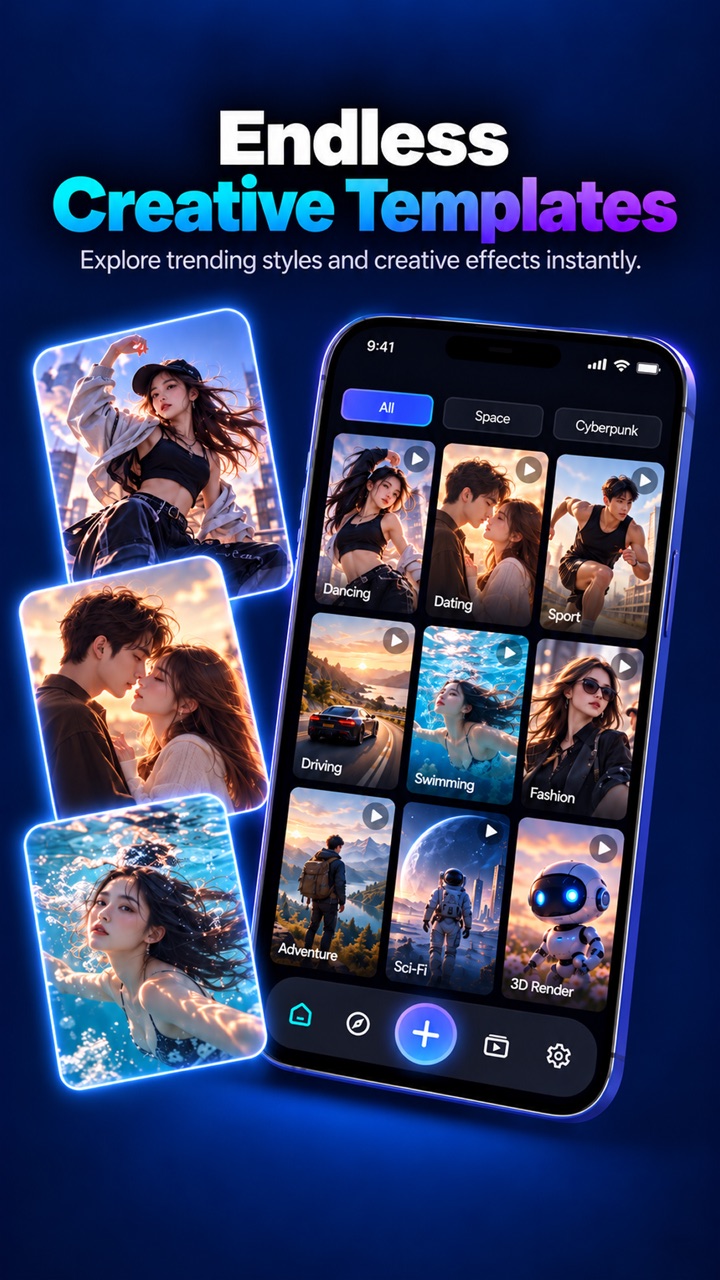 Endless
Creative Templates
Explore trending styles and creative effects instantly.
9:41
All
Space
Cyberpunk
Dancing
Dating
Sport
Driving
Swimming
Fashion
Adventure
Sci-Fi
3D Render